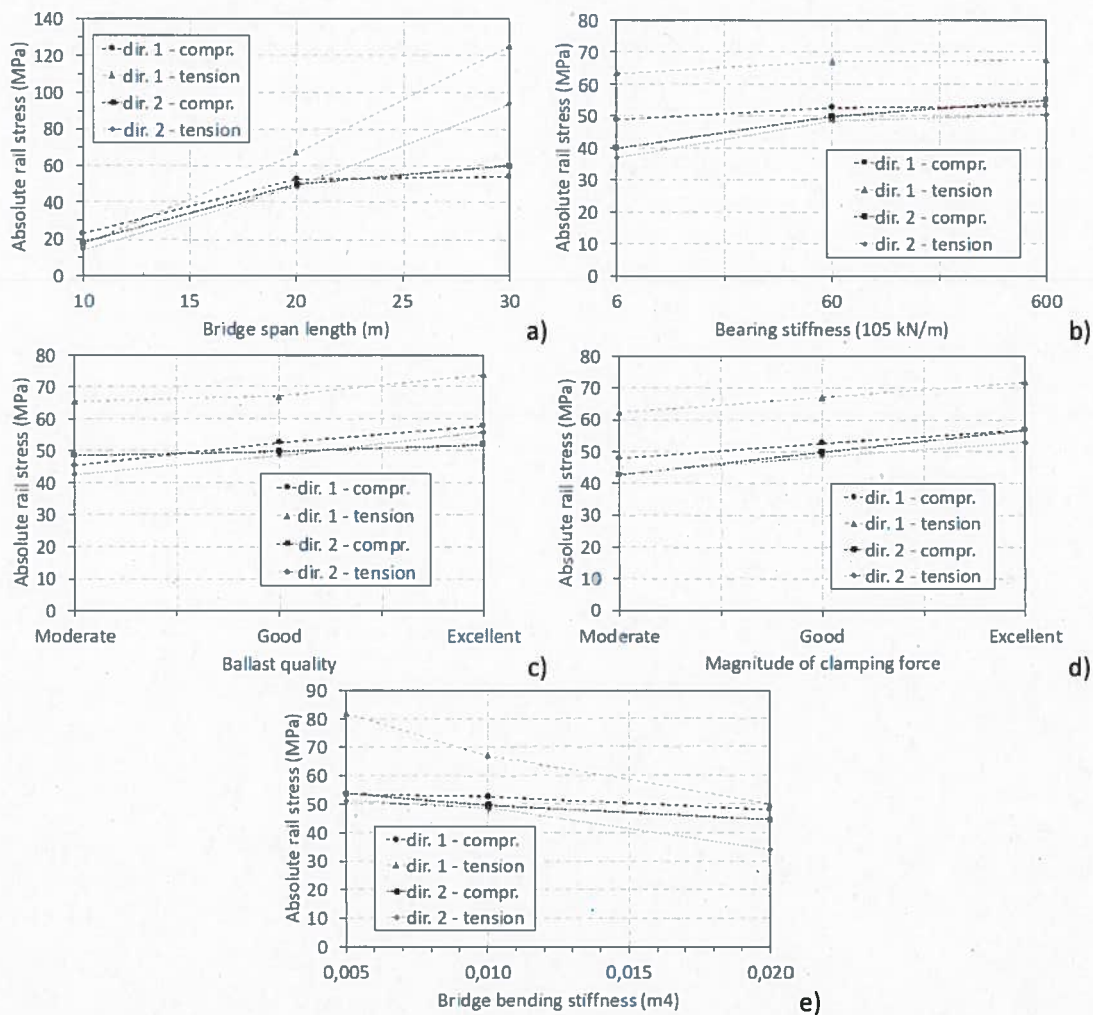 140
120
100
80
60
40
20
0
Absolute rail stress (MPa)
dir. 1 - compr.
dir. 1 - tension
dir. 2 - compr.
dir. 2 - tension
10 15 20 25 30
Bridge span length (m)
a)
80
70
60
50
40
30
20
10
0
Absolute rail stress (MPa)
dir. 1 - compr.
dir. 1 - tension
dir. 2 - compr.
dir. 2 - tension
6 60 600
Bearing stiffness (105 kN/m)
b)
80
70
60
50
40
30
20
10
0
Absolute rail stress (MPa)
dir. 1 - compr.
dir. 1 - tension
dir. 2 - compr.
dir. 2 - tension
Moderate Good Excellent
Ballast quality
c)
80
70
60
50
40
30
20
10
0
Absolute rail stress (MPa)
dir. 1 - compr.
dir. 1 - tension
dir. 2 - compr.
dir. 2 - tension
Moderate Good Excellent
Magnitude of clamping force
d)
90
80
70
60
50
40
30
20
10
0
Absolute rail stress (MPa)
dir. 1 - compr.
dir. 1 - tension
dir. 2 - compr.
dir. 2 - tension
0,005 0,010 0,015 0,020
Bridge bending stiffness (m4)
e)